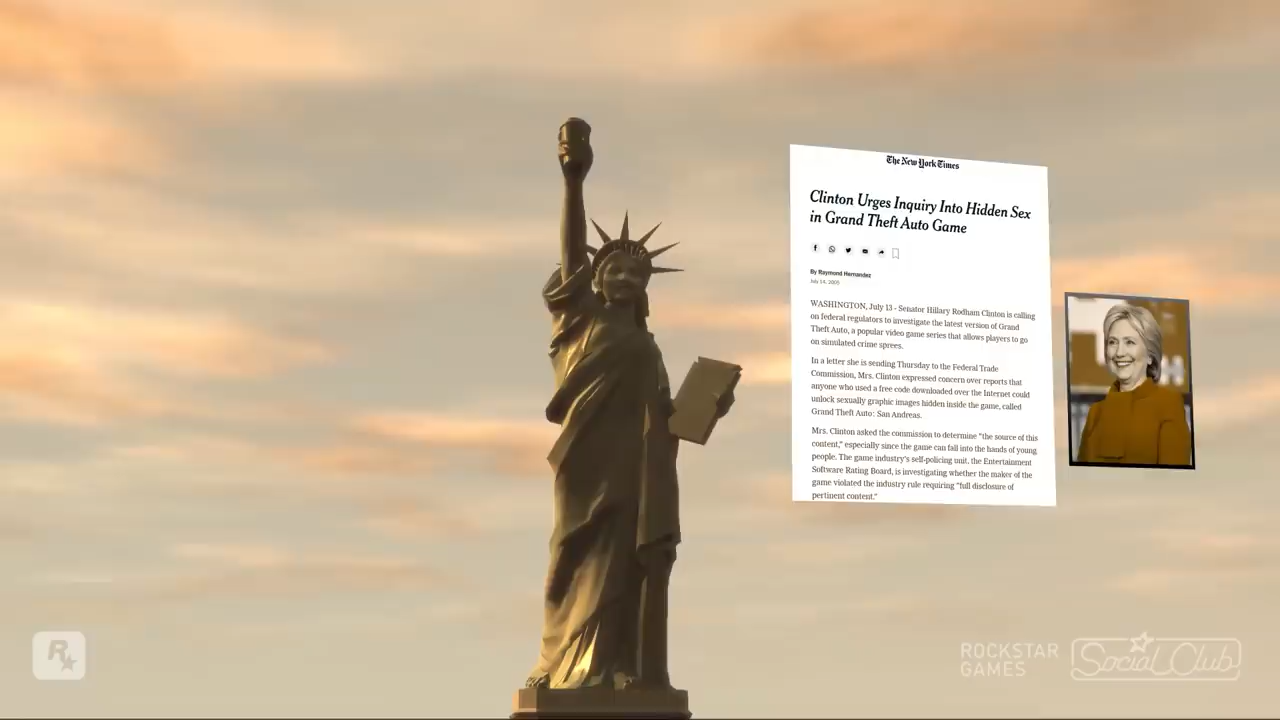 The New York Times
Clinton Urges Inquiry Into Hidden Sex
in Grand Theft Auto Game
By Raymond Hernandez
July 14, 2005
WASHINGTON, July 13 - Senator Hillary Rodham Clinton is calling
on federal regulators to investigate the latest version of Grand
Theft Auto, a popular video game series that allows players to go
on simulated crime sprees.
In a letter she is sending Thursday to the Federal Trade
Commission, Mrs. Clinton expressed concern over reports that
anyone who used a free code downloaded over the Internet could
unlock sexually graphic images hidden inside the game, called
Grand Theft Auto: San Andreas.
Mrs. Clinton asked the commission to determine "the source of this
content," especially since the game can fall into the hands of young
people. The game industry's self-policing unit, the Entertainment
Software Rating Board, is investigating whether the maker of the
game violated the industry rule requiring "full disclosure of
pertinent content."
R
ROCKSTAR
GAMES
Social Club